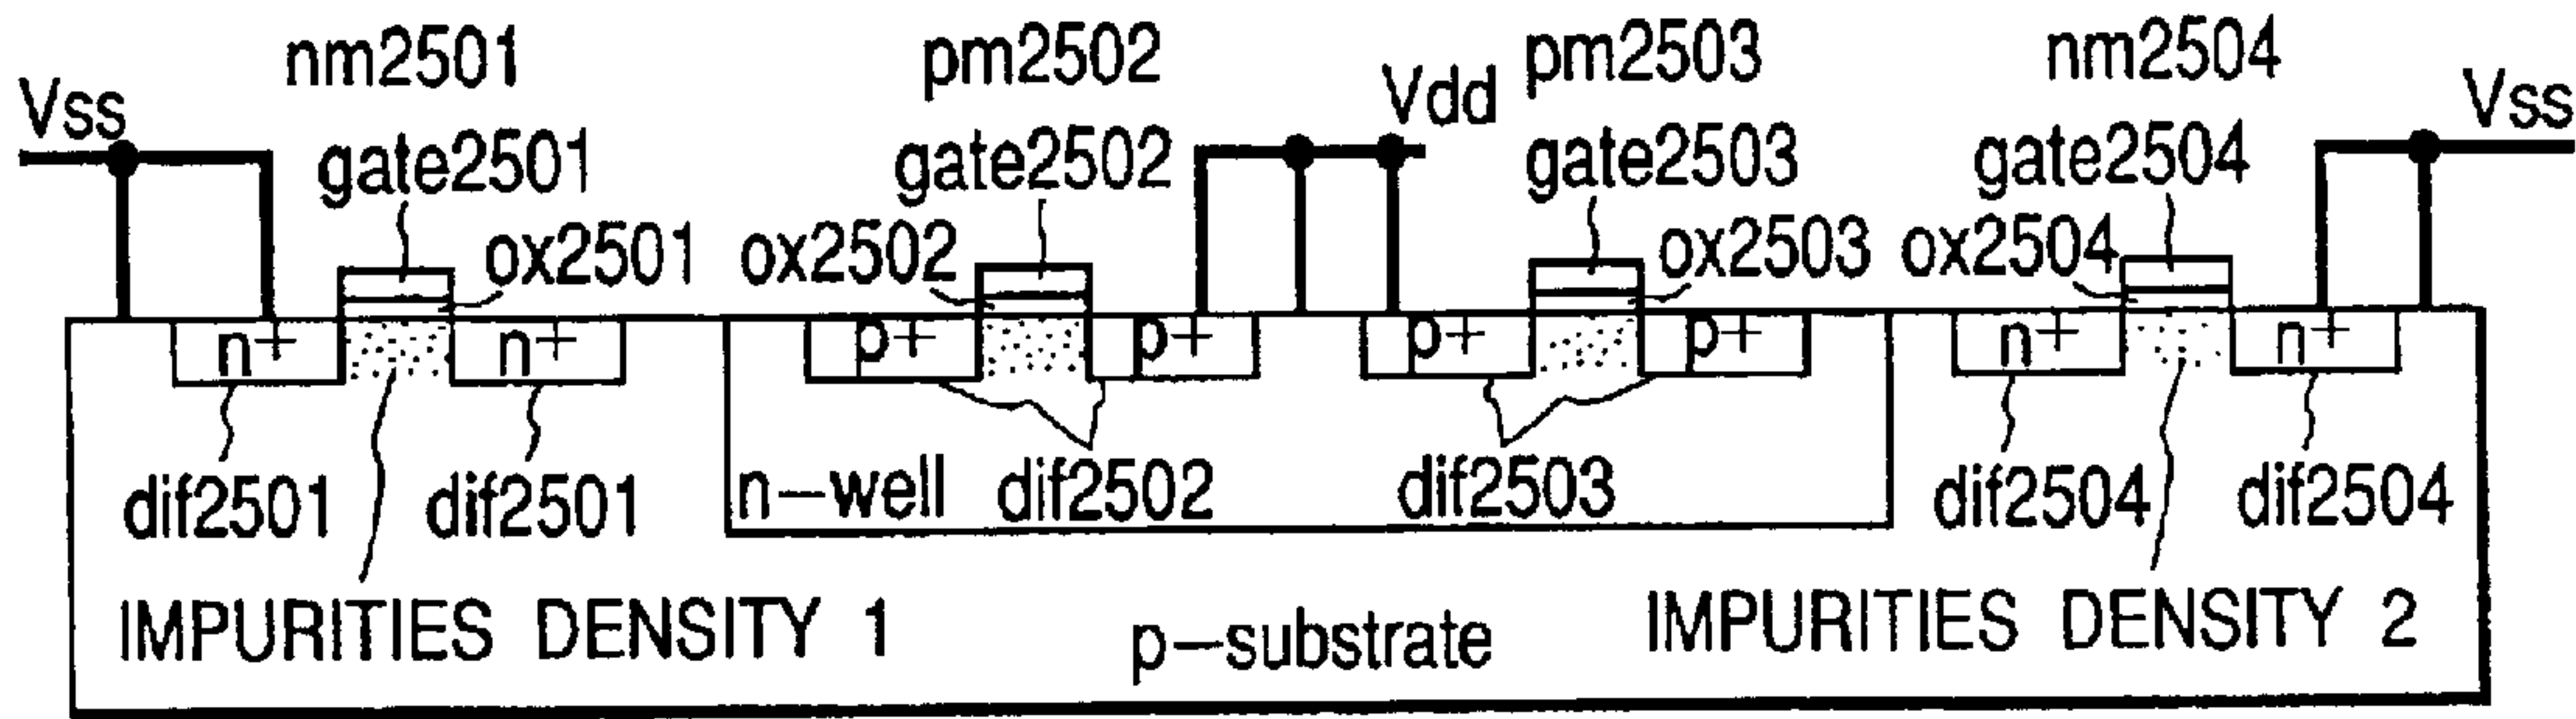 nm2501 pm2502 pm2503 nm2504
Vss Vdd Vss
gate2501 gate2502 gate2503 gate2504
ox2501 ox2502 ox2503 ox2504
n+ n+ p+ p+ p+ p+ n+ n+
dif2501 dif2501 n-well dif2502 dif2503 dif2504 dif2504
IMPURITIES DENSITY 1 p-substrate IMPURITIES DENSITY 2